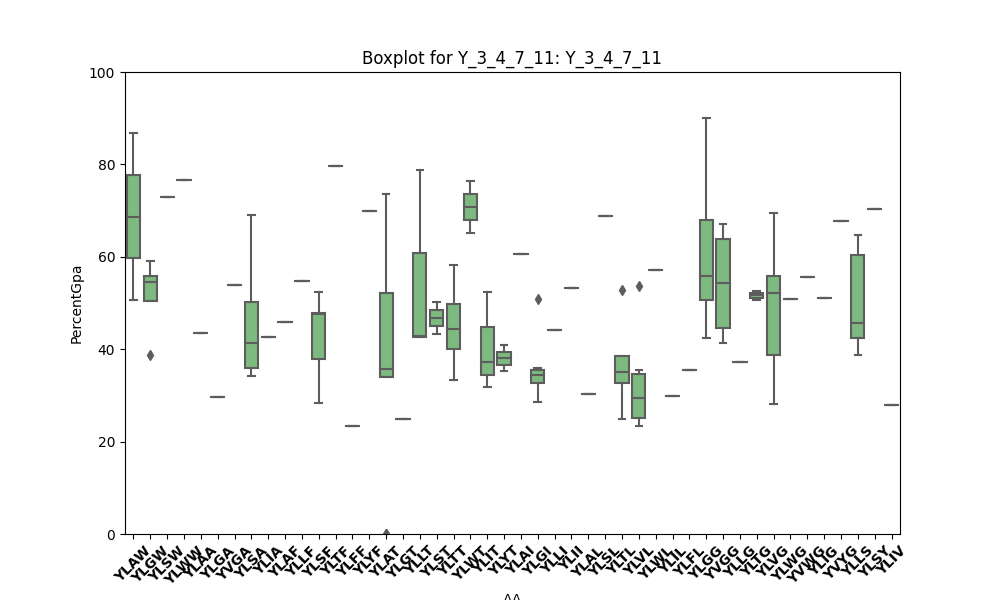 Boxplot for Y_3_4_7_11: Y_3_4_7_11
PercentGpa
100
80
60
40
20
0
YLAW
YLGW
YLSW
YLWW
YLAA
YLGA
YVGA
YLSA
YLIA
YLAF
YLLF
YLSF
YLTF
YLFF
YLYF
YLAT
YLGT
YLLT
YLST
YLTT
YLWT
YLIT
YLYT
YLAI
YLGI
YLLI
YLII
YLAL
YLSL
YLTL
YLVL
YLWL
YLIL
YLFL
YLGG
YVGG
YLLG
YLTG
YLVG
YLWG
YVWG
YLIG
YVYG
YLLS
YLSY
YLIV
AA